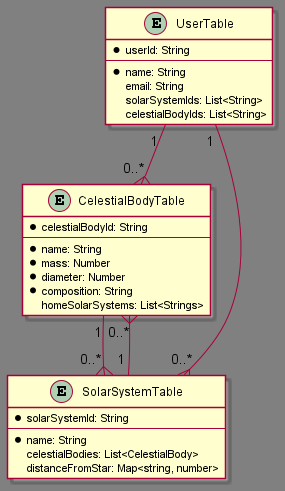 E UserTable
userId: String
name: String
email: String
solarSystemIds: List<String>
celestialBodyIds: List<String>
1
1
0..*
E CelestialBodyTable
celestialBodyId: String
name: String
mass: Number
diameter: Number
composition: String
homeSolarSystems: List<Strings>
1 0..*
0..* 1 0..*
E SolarSystemTable
solarSystemId: String
name: String
celestialBodies: List<CelestialBody>
distanceFromStar: Map<string, number>